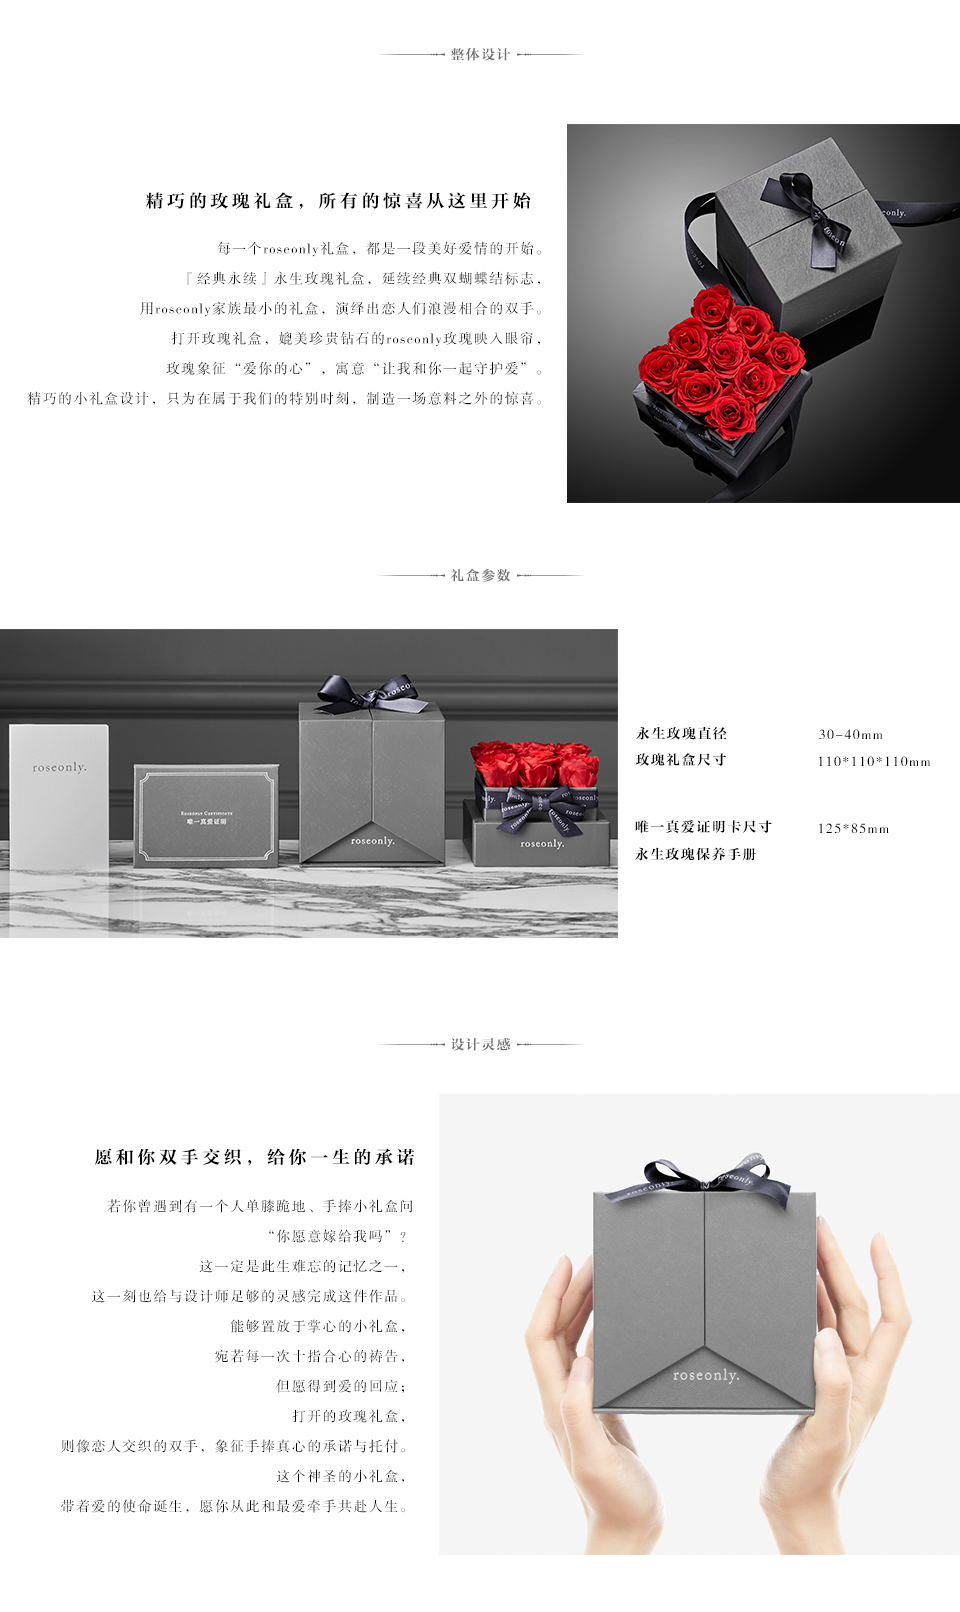 整体设计
精巧的玫瑰礼盒，所有的惊喜从这里开始
每一个roseonly礼盒，都是一段美好爱情的开始。
『经典永续』永生玫瑰礼盒，延续经典双蝴蝶结标志，
用roseonly家族最小的礼盒，演绎出恋人们浪漫相合的双手。
打开玫瑰礼盒，媲美珍贵钻石的roseonly玫瑰映入眼帘，
玫瑰象征“爱你的心”，寓意“让我和你一起守护爱”。
精巧的小礼盒设计，只为在属于我们的特别时刻，制造一场意料之外的惊喜。
roseon
only.
礼盒参数
roseonly.
ROSEONLY CERTIFICATE
唯一真爱证明
roseonly.
roseonly.
永生玫瑰直径 30-40mm
玫瑰礼盒尺寸 110*110*110mm
唯一真爱证明卡尺寸 125*85mm
永生玫瑰保养手册
设计灵感
愿和你双手交织，给你一生的承诺
若你曾遇到有一个人单膝跪地、手捧小礼盒问
“你愿意嫁给我吗”？
这一定是此生难忘的记忆之一，
这一刻也给与设计师足够的灵感完成这件作品。
能够置放于掌心的小礼盒，
宛若每一次十指合心的祷告，
但愿得到爱的回应；
打开的玫瑰礼盒，
则像恋人交织的双手，象征手捧真心的承诺与托付。
这个神圣的小礼盒，
带着爱的使命诞生，愿你从此和最爱牵手共赴人生。
roseonly.
roseonly.